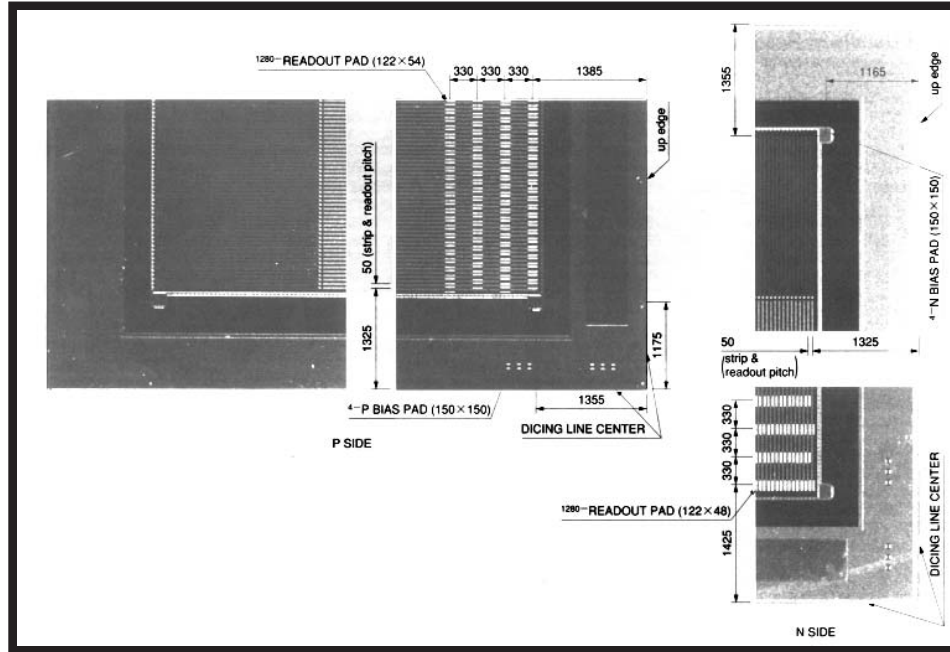 1280-READOUT PAD (122×54)
330
330
330
1385
up edge
50 (strip & readout pitch)
1325
1175
4-P BIAS PAD (150×150)
1355
DICING LINE CENTER
P SIDE
1355
1165
up edge
4-N BIAS PAD (150×150)
50
1325
(strip &
readout pitch)
330
330
330
1280-READOUT PAD (122×48)
1425
DICING LINE CENTER
N SIDE